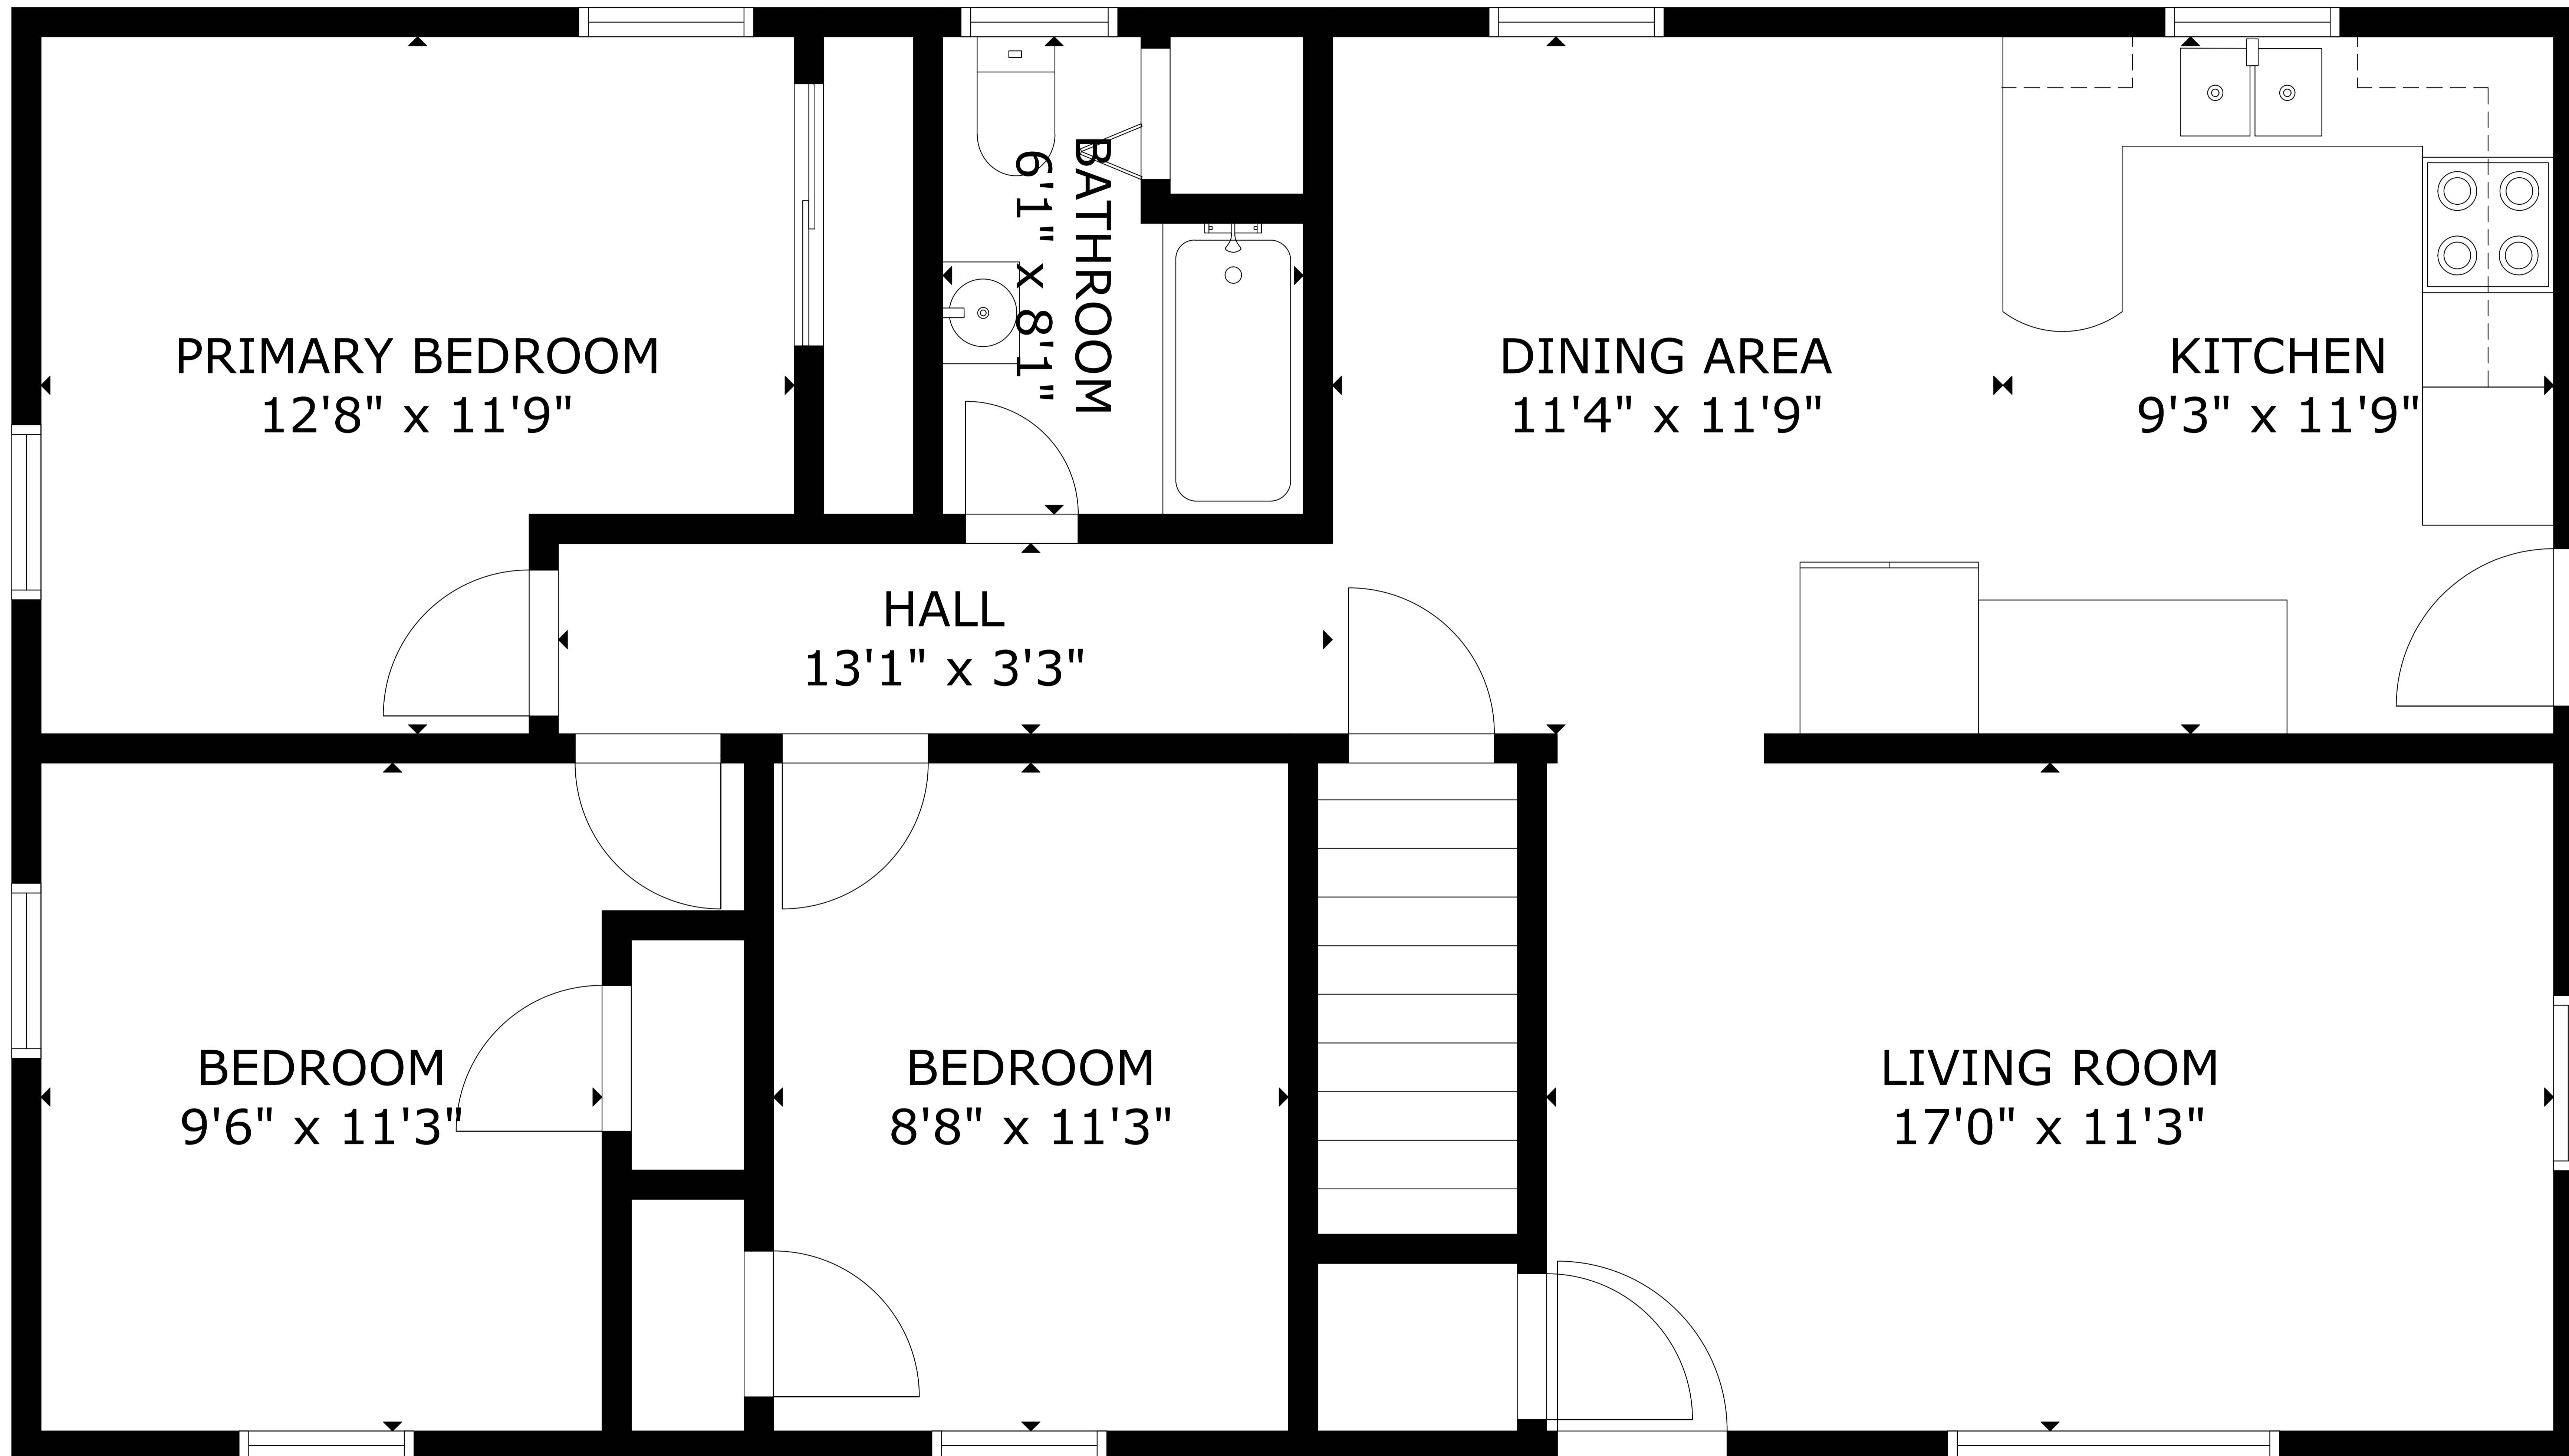 PRIMARY BEDROOM
12'8" x 11'9"
BATHROOM
6'1" x 8'1"
DINING AREA
11'4" x 11'9"
KITCHEN
9'3" x 11'9"
HALL
13'1" x 3'3"
BEDROOM
9'6" x 11'3"
BEDROOM
8'8" x 11'3"
LIVING ROOM
17'0" x 11'3"